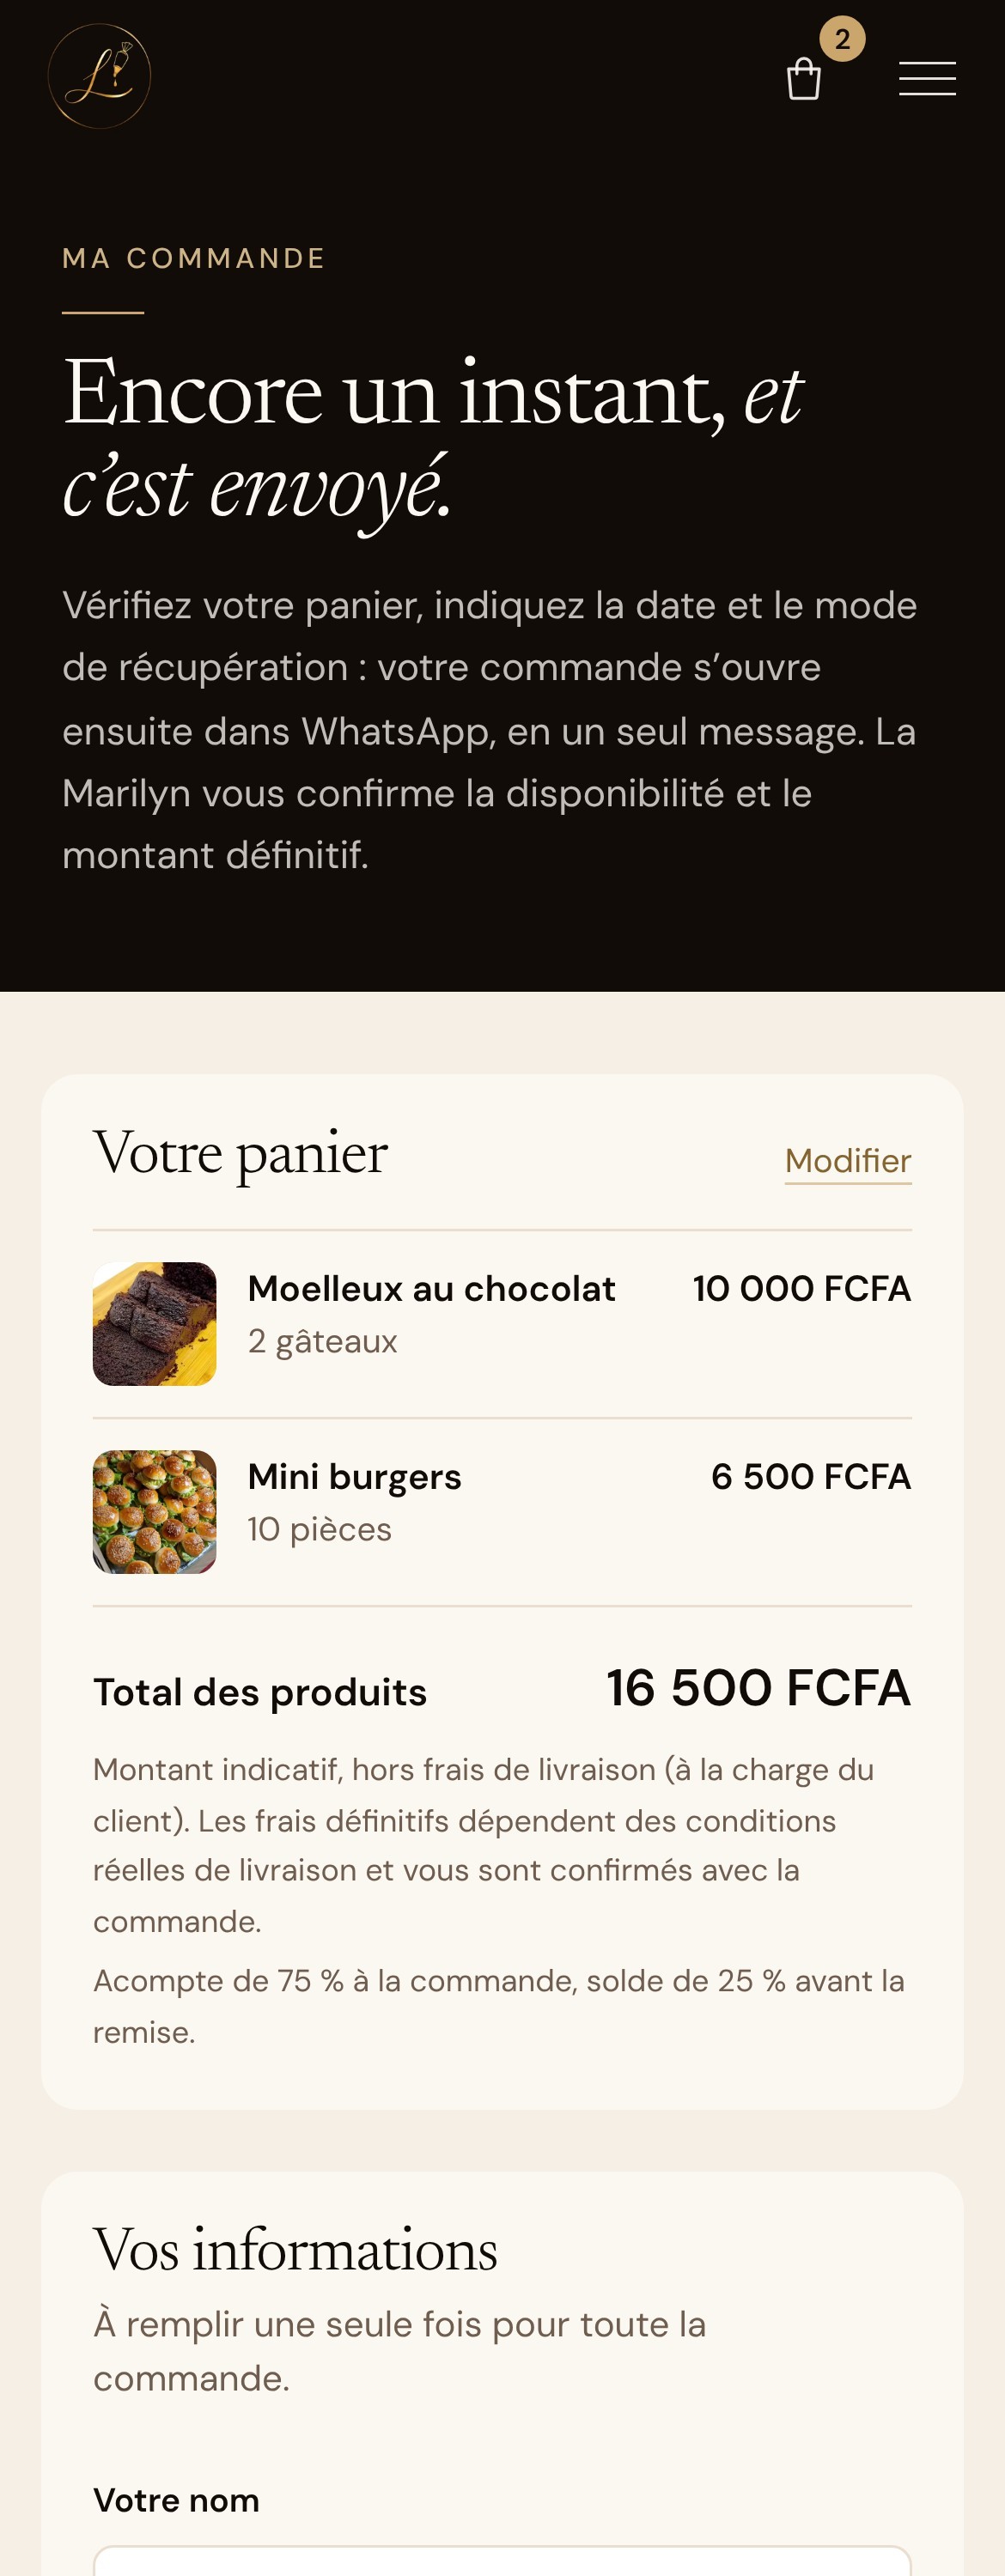 L
2
MA COMMANDE
Encore un instant, et
c’est envoyé.
Vérifiez votre panier, indiquez la date et le mode
de récupération : votre commande s’ouvre
ensuite dans WhatsApp, en un seul message. La
Marilyn vous confirme la disponibilité et le
montant définitif.
Votre panier
Modifier
Moelleux au chocolat
10 000 FCFA
2 gâteaux
Mini burgers
6 500 FCFA
10 pièces
Total des produits
16 500 FCFA
Montant indicatif, hors frais de livraison (à la charge du
client). Les frais définitifs dépendent des conditions
réelles de livraison et vous sont confirmés avec la
commande.
Acompte de 75 % à la commande, solde de 25 % avant la
remise.
Vos informations
À remplir une seule fois pour toute la
commande.
Votre nom